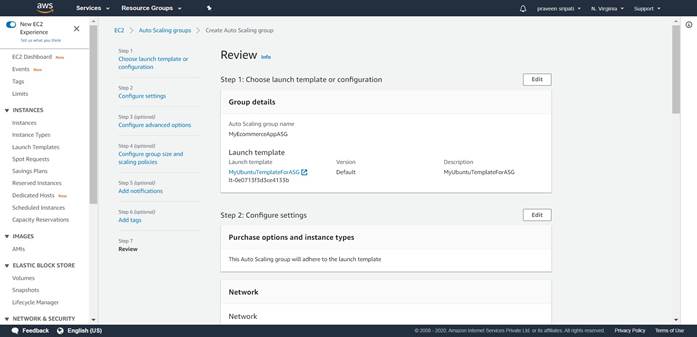 aws Services Resource Groups praveen sripati N. Virginia Support
New EC2
Experience
Tell us what you think
EC2 Dashboard New
Events New
Tags
Limits
INSTANCES
Instances
Instance Types
Launch Templates
Spot Requests
Savings Plans
Reserved Instances
Dedicated Hosts New
Scheduled Instances
Capacity Reservations
IMAGES
AMIs
ELASTIC BLOCK STORE
Volumes
Snapshots
Lifecycle Manager
NETWORK & SECURITY
EC2 > Auto Scaling groups > Create Auto Scaling group
Step 1
Choose launch template or
configuration
Step 2
Configure settings
Step 3 (optional)
Configure advanced options
Step 4 (optional)
Configure group size and
scaling policies
Step 5 (optional)
Add notifications
Step 6 (optional)
Add tags
Step 7
Review
Review Info
Step 1: Choose launch template or configuration Edit
Group details
Auto Scaling group name
MyEcommerceAppASG
Launch template
Launch template Version Description
MyUbuntuTemplateForASG Default MyUbuntuTemplateForASG
lt-0e0713f3d3ce4133b
Step 2: Configure settings Edit
Purchase options and instance types
This Auto Scaling group will adhere to the launch template
Network
Network
Feedback English (US) © 2008 - 2020, Amazon Internet Services Private Ltd. or its affiliates. All rights reserved. Privacy Policy Terms of Use